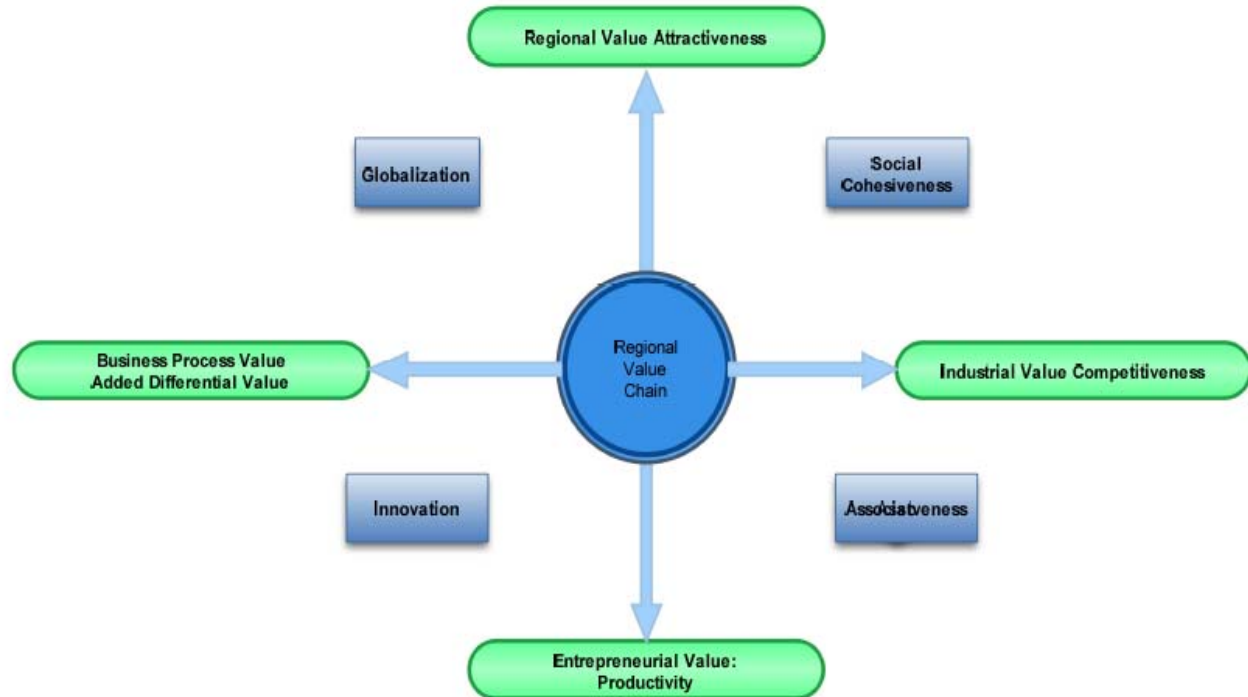 Regional Value Attractiveness
Globalization
Social
Cohesiveness
Regional
Value
Chain
Business Process Value
Added Differential Value
Industrial Value Competitiveness
Innovation
Entrepreneurial Value:
Productivity